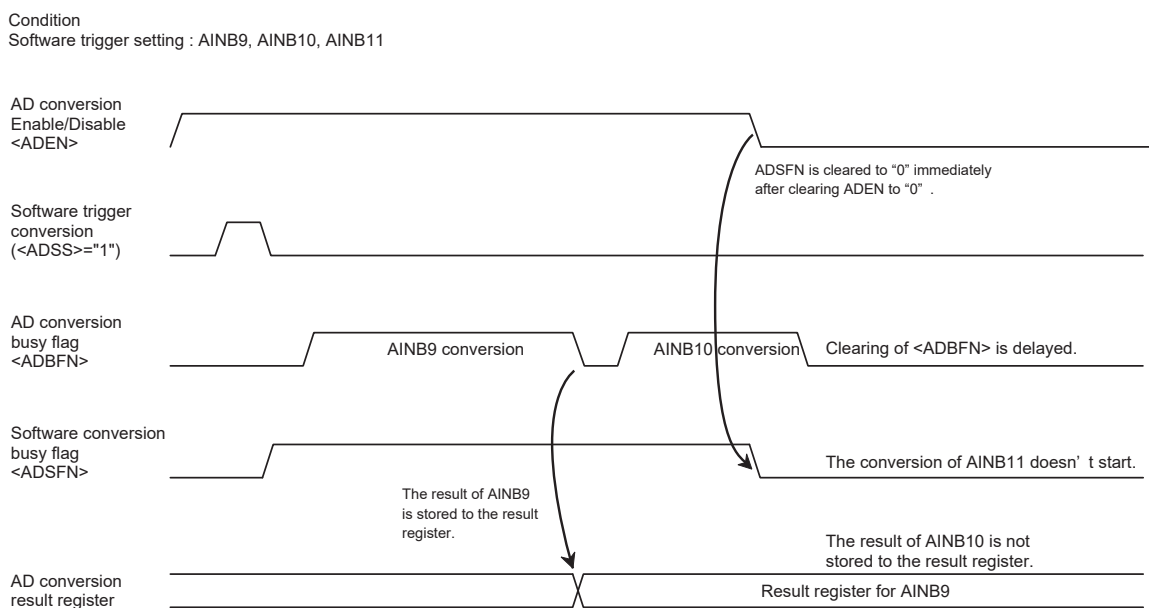 Condition
Software trigger setting : AINB9, AINB10, AINB11
AD conversion
Enable/Disable
<ADEN>
ADSFN is cleared to “0” immediately
after clearing ADEN to “0” .
Software trigger
conversion
(<ADSS>="1")
AD conversion
busy flag
<ADBFN>
AINB9 conversion
AINB10 conversion
Clearing of <ADBFN> is delayed.
Software conversion
busy flag
<ADSFN>
The conversion of AINB11 doesn’ t start.
The result of AINB9
is stored to the result
register.
The result of AINB10 is not
stored to the result register.
AD conversion
result register
Result register for AINB9